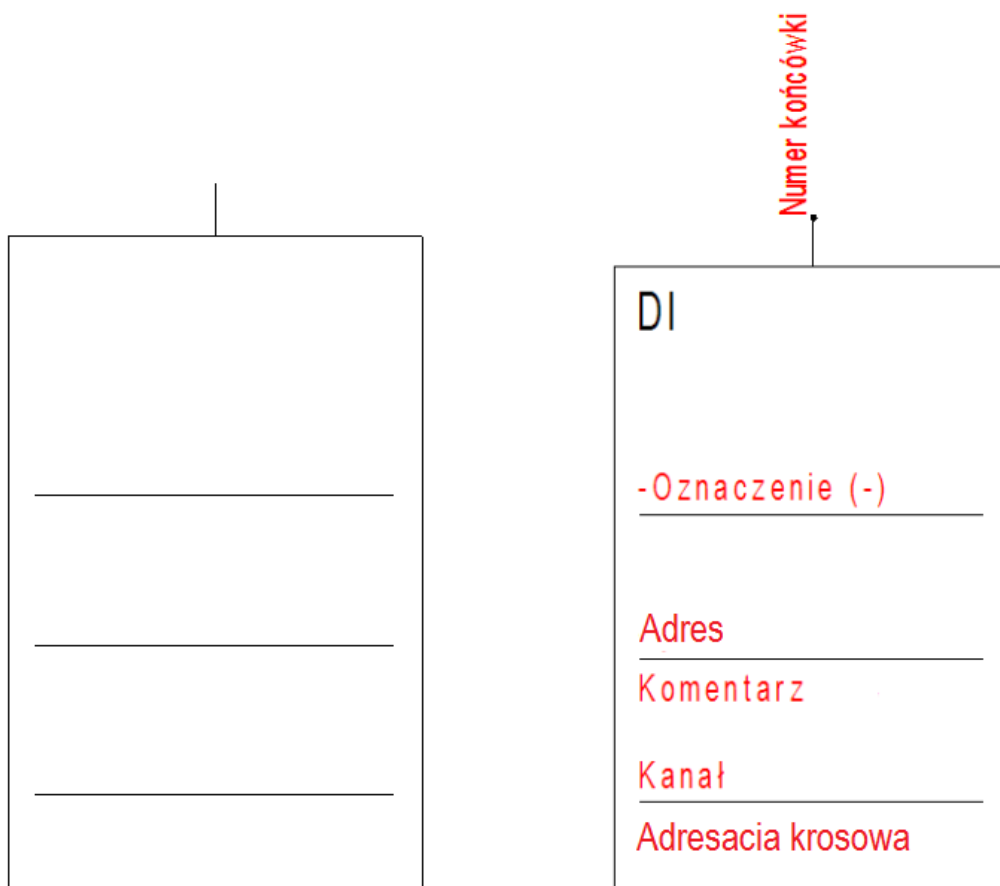 Numer końcówki
DI
-Oznaczenie (-)
Adres
Komentarz
Kanał
Adresacia krosowa